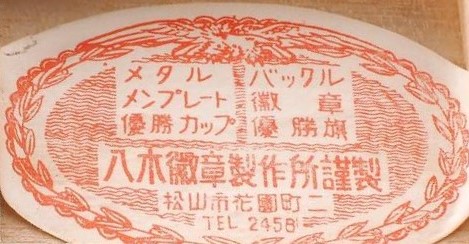 メタル バックル
メンプレート 徽章
優勝カップ 優勝旗
八木徽章製作所謹製
松山市花園町二
TEL 2458